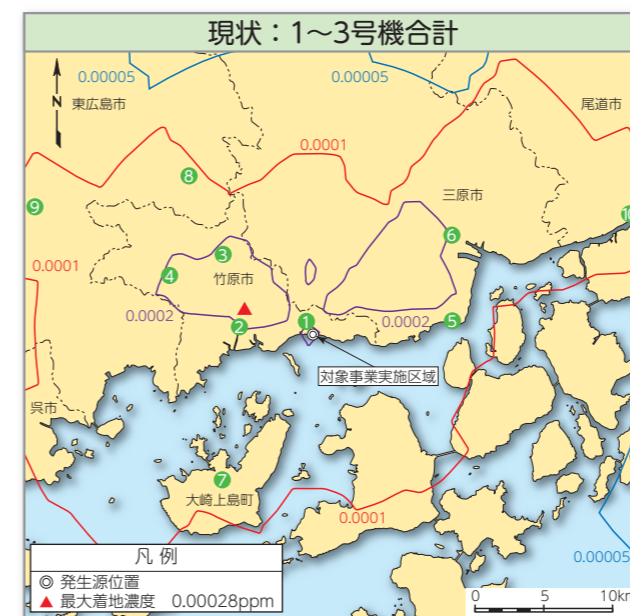 現状：1～3号機合計
0.00005
0.00005
N
東広島市
尾道市
0.0001
8
三原市
9
6
10
3
0.0001
4
竹原市
0.0002
2
1
0.0002
5
対象事業実施区域
呉市
7
大崎上島町
0.0001
0.00005
凡例
◎ 発生源位置
▲ 最大着地濃度 0.00028ppm
0 5 10km